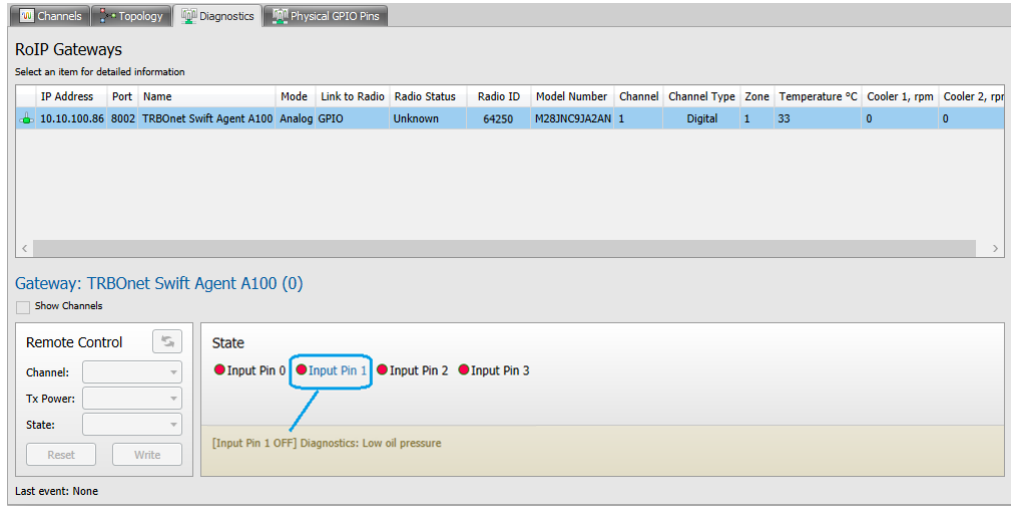 Channels Topology Diagnostics Physical GPIO Pins
RoIP Gateways
Select an item for detailed information
IP Address Port Name Mode Link to Radio Radio Status Radio ID Model Number Channel Channel Type Zone Temperature °C Cooler 1, rpm Cooler 2, rpr
10.10.100.86 8002 TRBOnet Swift Agent A100 Analog GPIO Unknown 64250 M28JNC9JA2AN 1 Digital 1 33 0 0
Gateway: TRBOnet Swift Agent A100 (0)
Show Channels
Remote Control
Channel:
Tx Power:
State:
Reset Write
State
Input Pin 0 Input Pin 1 Input Pin 2 Input Pin 3
[Input Pin 1 OFF] Diagnostics: Low oil pressure
Last event: None